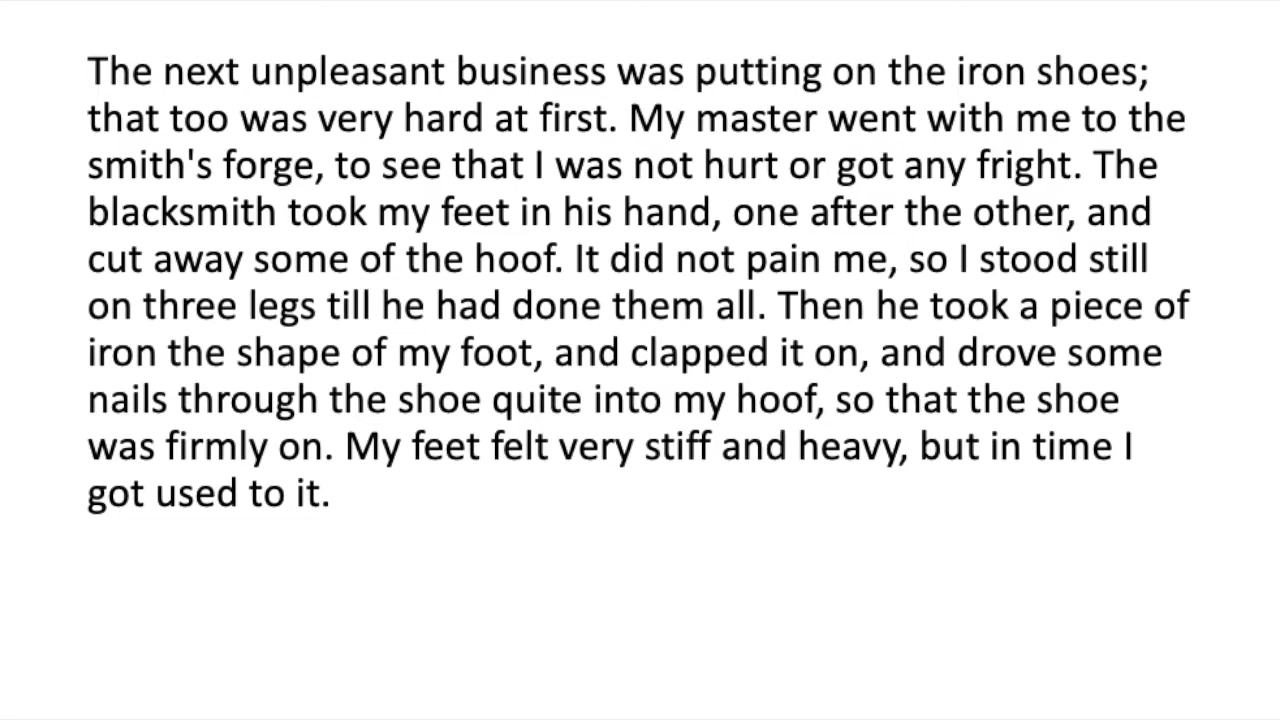 The next unpleasant business was putting on the iron shoes;
that too was very hard at first. My master went with me to the
smith's forge, to see that I was not hurt or got any fright. The
blacksmith took my feet in his hand, one after the other, and
cut away some of the hoof. It did not pain me, so I stood still
on three legs till he had done them all. Then he took a piece of
iron the shape of my foot, and clapped it on, and drove some
nails through the shoe quite into my hoof, so that the shoe
was firmly on. My feet felt very stiff and heavy, but in time I
got used to it.